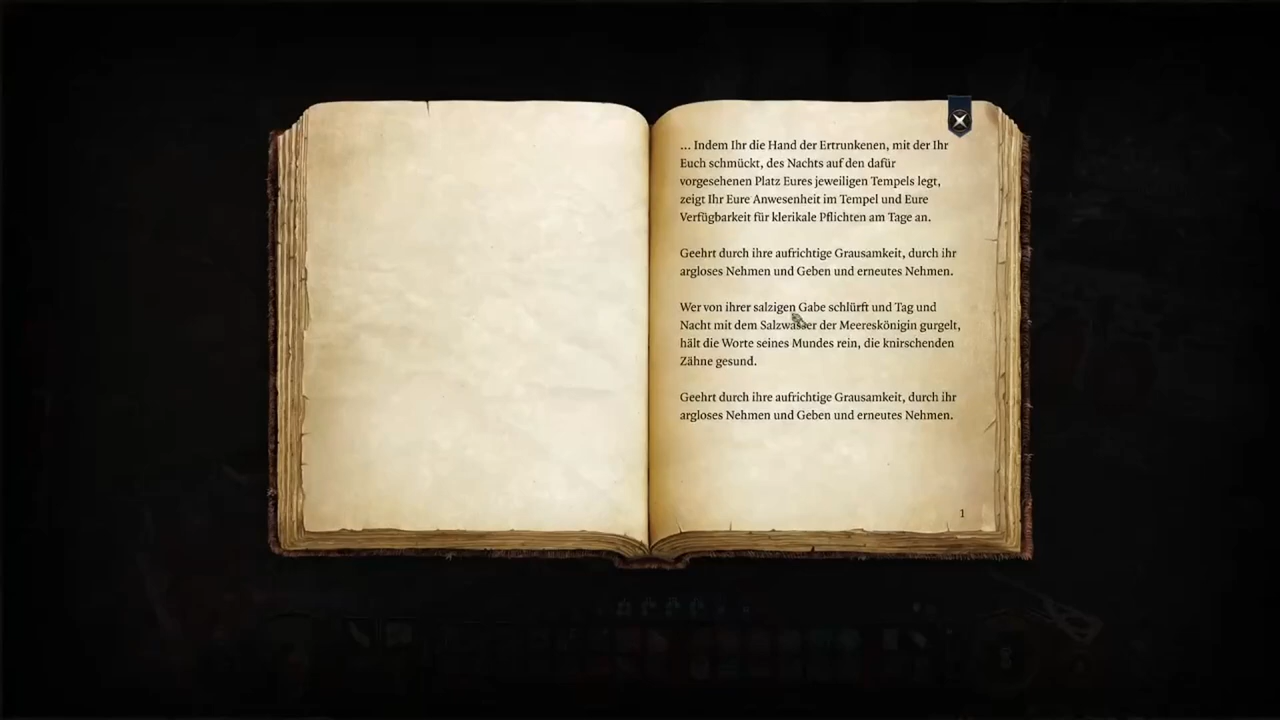 ... Indem Ihr die Hand der Ertrunkenen, mit der Ihr
Euch schmückt, des Nachts auf den dafür
vorgesehenen Platz Eures jeweiligen Tempels legt,
zeigt Ihr Eure Anwesenheit im Tempel und Eure
Verfügbarkeit für klerikale Pflichten am Tage an.
Geehrt durch ihre aufrichtige Grausamkeit, durch ihr
argloses Nehmen und Geben und erneutes Nehmen.
Wer von ihrer salzigen Gabe schlürft und Tag und
Nacht mit dem Salzwasser der Meereskönigin gurgelt,
hält die Worte seines Mundes rein, die knirschenden
Zähne gesund.
Geehrt durch ihre aufrichtige Grausamkeit, durch ihr
argloses Nehmen und Geben und erneutes Nehmen.
1